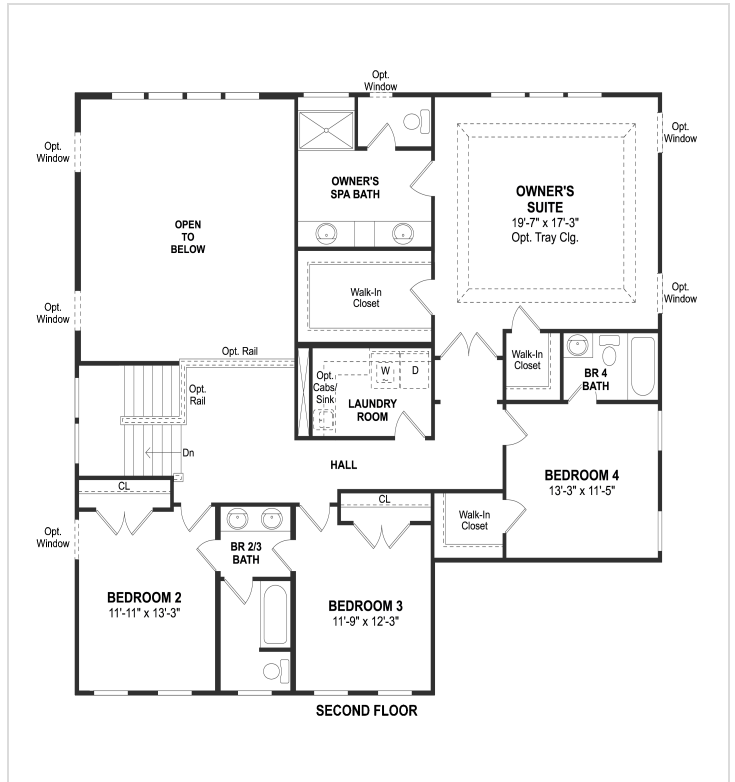 Opt.
Window
Opt.
Window
Opt.
Window
OWNER'S
SPA BATH
OWNER'S
SUITE
19'-7" x 17'-3"
Opt. Tray Clg.
OPEN
TO
BELOW
Walk-In
Closet
Opt.
Window
Opt.
Window
Opt. Rail
Opt.
Rail
Opt.
Cabs/
Sink
W
D
LAUNDRY
ROOM
Walk-In
Closet
BR 4
BATH
Dn
HALL
BEDROOM 4
13'-3" x 11'-5"
CL
CL
Walk-In
Closet
Opt.
Window
BR 2/3
BATH
BEDROOM 2
11'-11" x 13'-3"
BEDROOM 3
11'-9" x 12'-3"
SECOND FLOOR